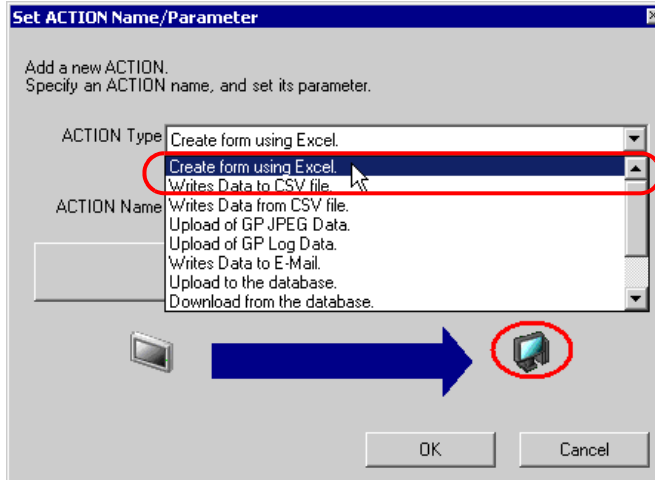 Set ACTION Name/Parameter
Add a new ACTION.
Specify an ACTION name, and set its parameter.
ACTION Type
Create form using Excel.
Create form using Excel.
Writes Data to CSV file.
ACTION Name
Writes Data from CSV file.
Upload of GP JPEG Data.
Upload of GP Log Data.
Writes Data to E-Mail.
Upload to the database.
Download from the database.
OK
Cancel